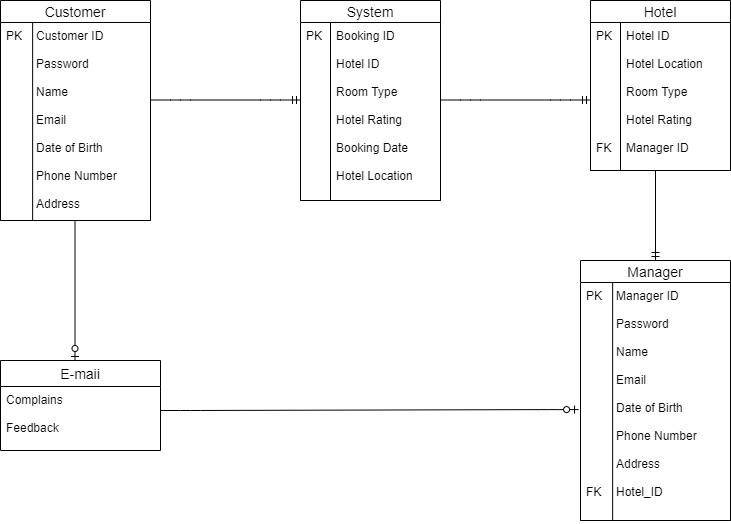 Customer
PK Customer ID
Password
Name
Email
Date of Birth
Phone Number
Address
System
PK Booking ID
Hotel ID
Room Type
Hotel Rating
Booking Date
Hotel Location
Hotel
PK Hotel ID
Hotel Location
Room Type
Hotel Rating
FK Manager ID
E-maii
Complains
Feedback
Manager
PK Manager ID
Password
Name
Email
Date of Birth
Phone Number
Address
FK Hotel_ID